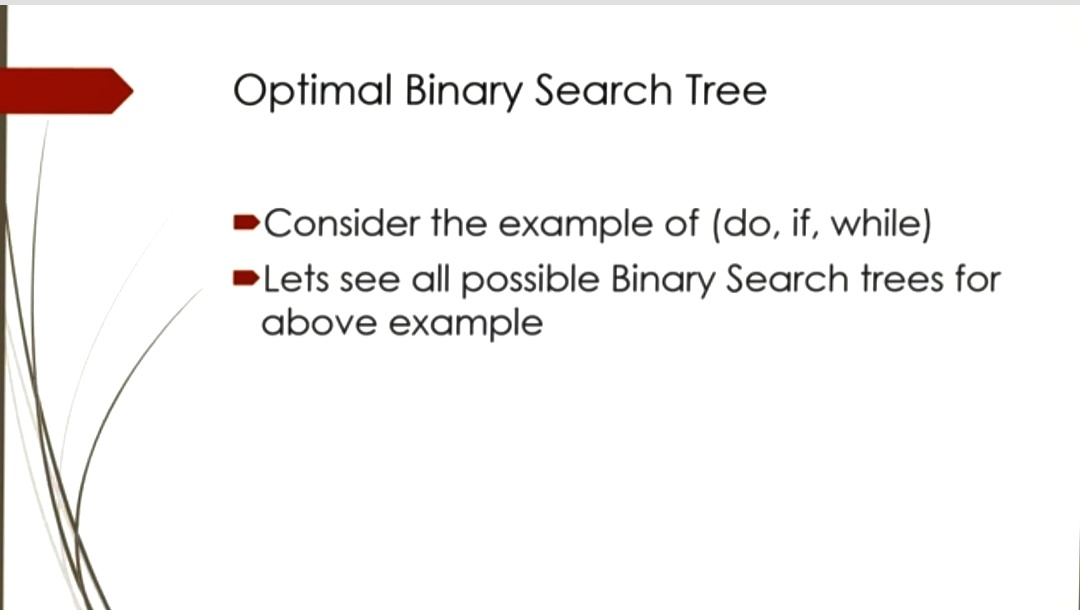 Optimal Binary Search Tree
Consider the example of (do, if, while)
Lets see all possible Binary Search trees for
above example